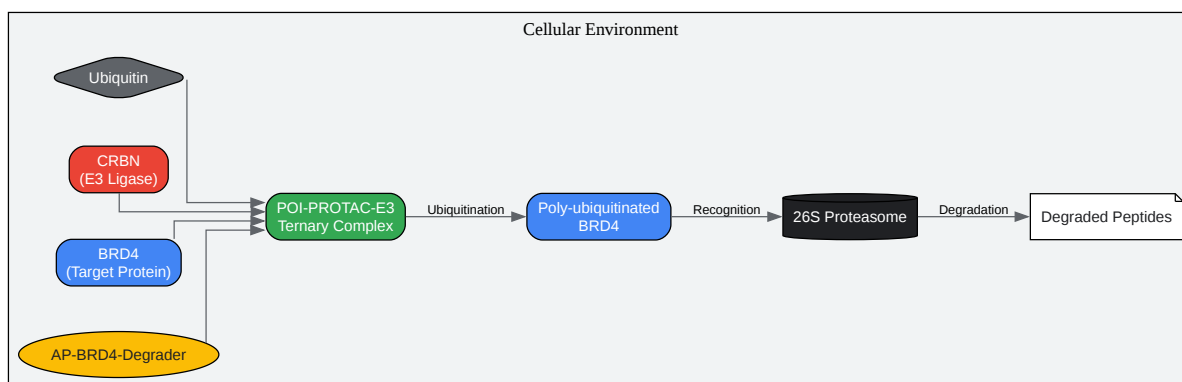 Cellular Environment
Ubiquitin
CRBN
(E3 Ligase)
BRD4
(Target Protein)
AP-BRD4-Degrader
POI-PROTAC-E3
Ternary Complex
Ubiquitination
Poly-ubiquitinated
BRD4
Recognition
26S Proteasome
Degradation
Degraded Peptides